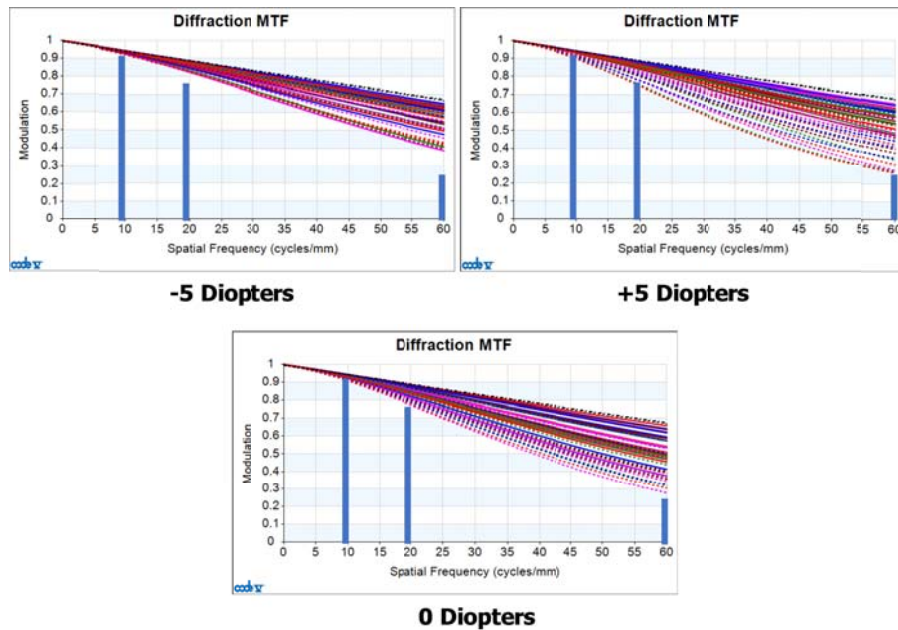 Diffraction MTF
1
0.9
0.8
0.7
0.6
0.5
0.4
0.3
0.2
0.1
0
Modulation
0 5 10 15 20 25 30 35 40 45 50 55 60
Spatial Frequency (cycles/mm)
code V
-5 Diopters
Diffraction MTF
1
0.9
0.8
0.7
0.6
0.5
0.4
0.3
0.2
0.1
0
Modulation
0 5 10 15 20 25 30 35 40 45 50 55 60
Spatial Frequency (cycles/mm)
code V
+5 Diopters
Diffraction MTF
1
0.9
0.8
0.7
0.6
0.5
0.4
0.3
0.2
0.1
0
Modulation
0 5 10 15 20 25 30 35 40 45 50 55 60
Spatial Frequency (cycles/mm)
code V
0 Diopters